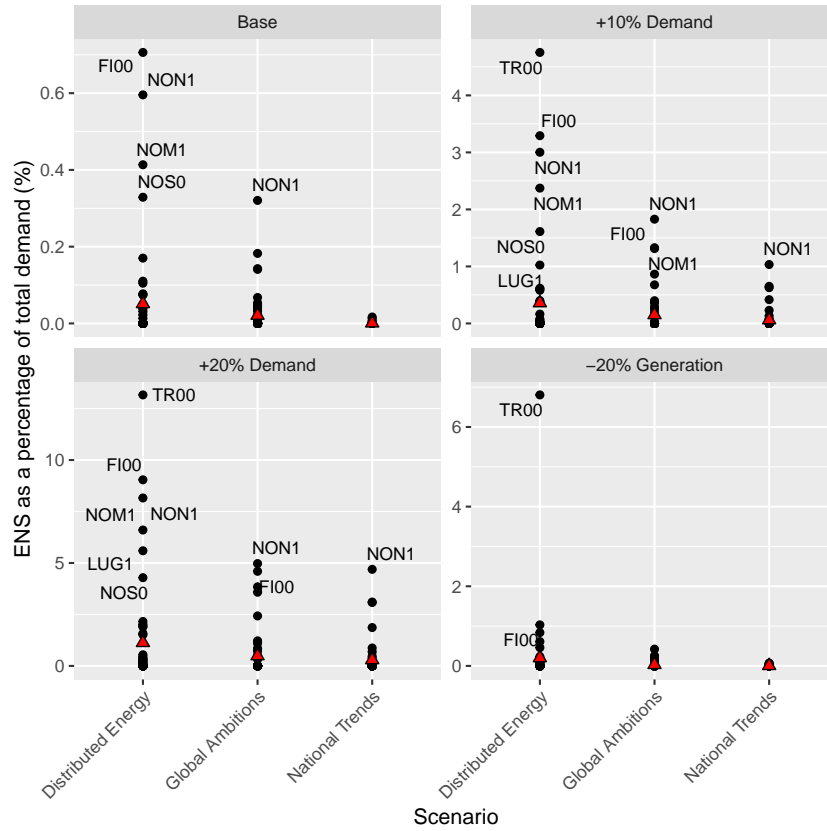 Base
+10% Demand
ENS as a percentage of total demand (%)
0.6
0.4
0.2
0.0
FI00
NON1
NOM1
NOS0
NON1
4
3
2
1
0
TR00
FI00
NON1
NOM1
NOS0
LUG1
NON1
FI00
NOM1
NON1
+20% Demand
−20% Generation
10
5
0
TR00
FI00
NOM1
NON1
LUG1
NOS0
NON1
FI00
NON1
6
4
2
0
TR00
FI00
Distributed Energy
Global Ambitions
National Trends
Distributed Energy
Global Ambitions
National Trends
Scenario